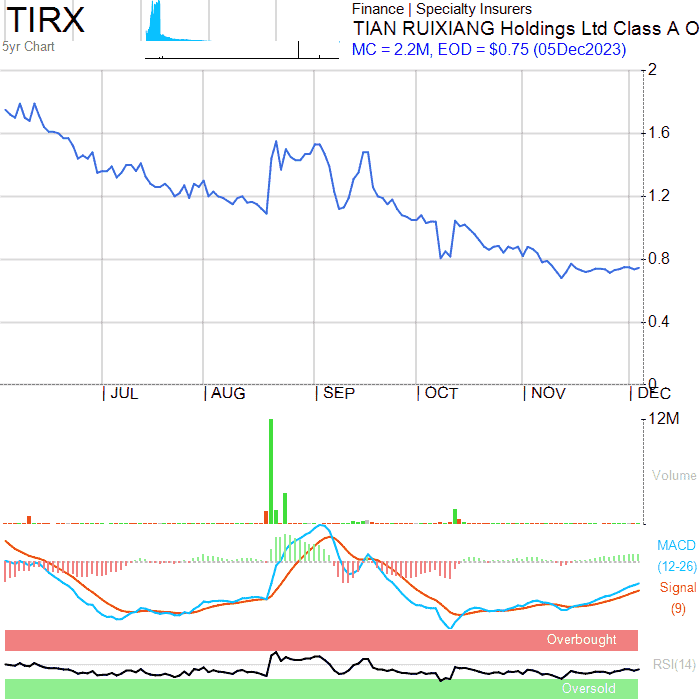 TIRX
5yr Chart
Finance | Specialty Insurers
TIAN RUIXIANG Holdings Ltd Class A O
MC = 2.2M, EOD = $0.75 (05Dec2023)
2
1.6
1.2
0.8
0.4
0
JUL AUG SEP OCT NOV DEC
12M
Volume
MACD
(12-26)
Signal
(9)
Overbought
RSI(14)
Oversold